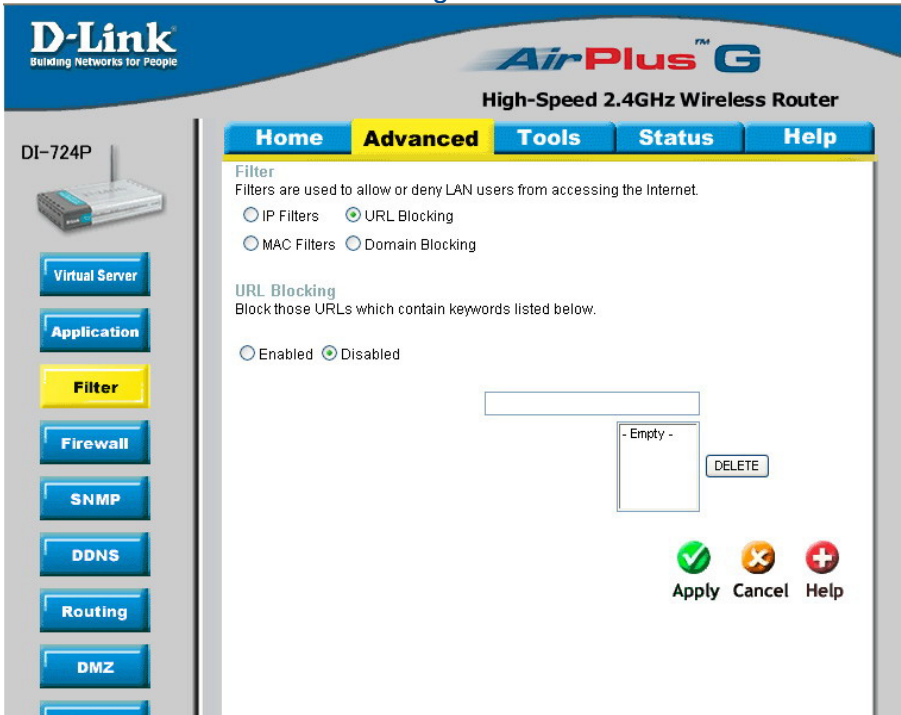 D-Link
Building Networks for People
AirPlus™G
High-Speed 2.4GHz Wireless Router
DI-724P
Home Advanced Tools Status Help
Filter
Filters are used to allow or deny LAN users from accessing the Internet.
IP Filters URL Blocking
MAC Filters Domain Blocking
URL Blocking
Block those URLs which contain keywords listed below.
Enabled Disabled
- Empty -
DELETE
Apply Cancel Help
Virtual Server
Application
Filter
Firewall
SNMP
DDNS
Routing
DMZ